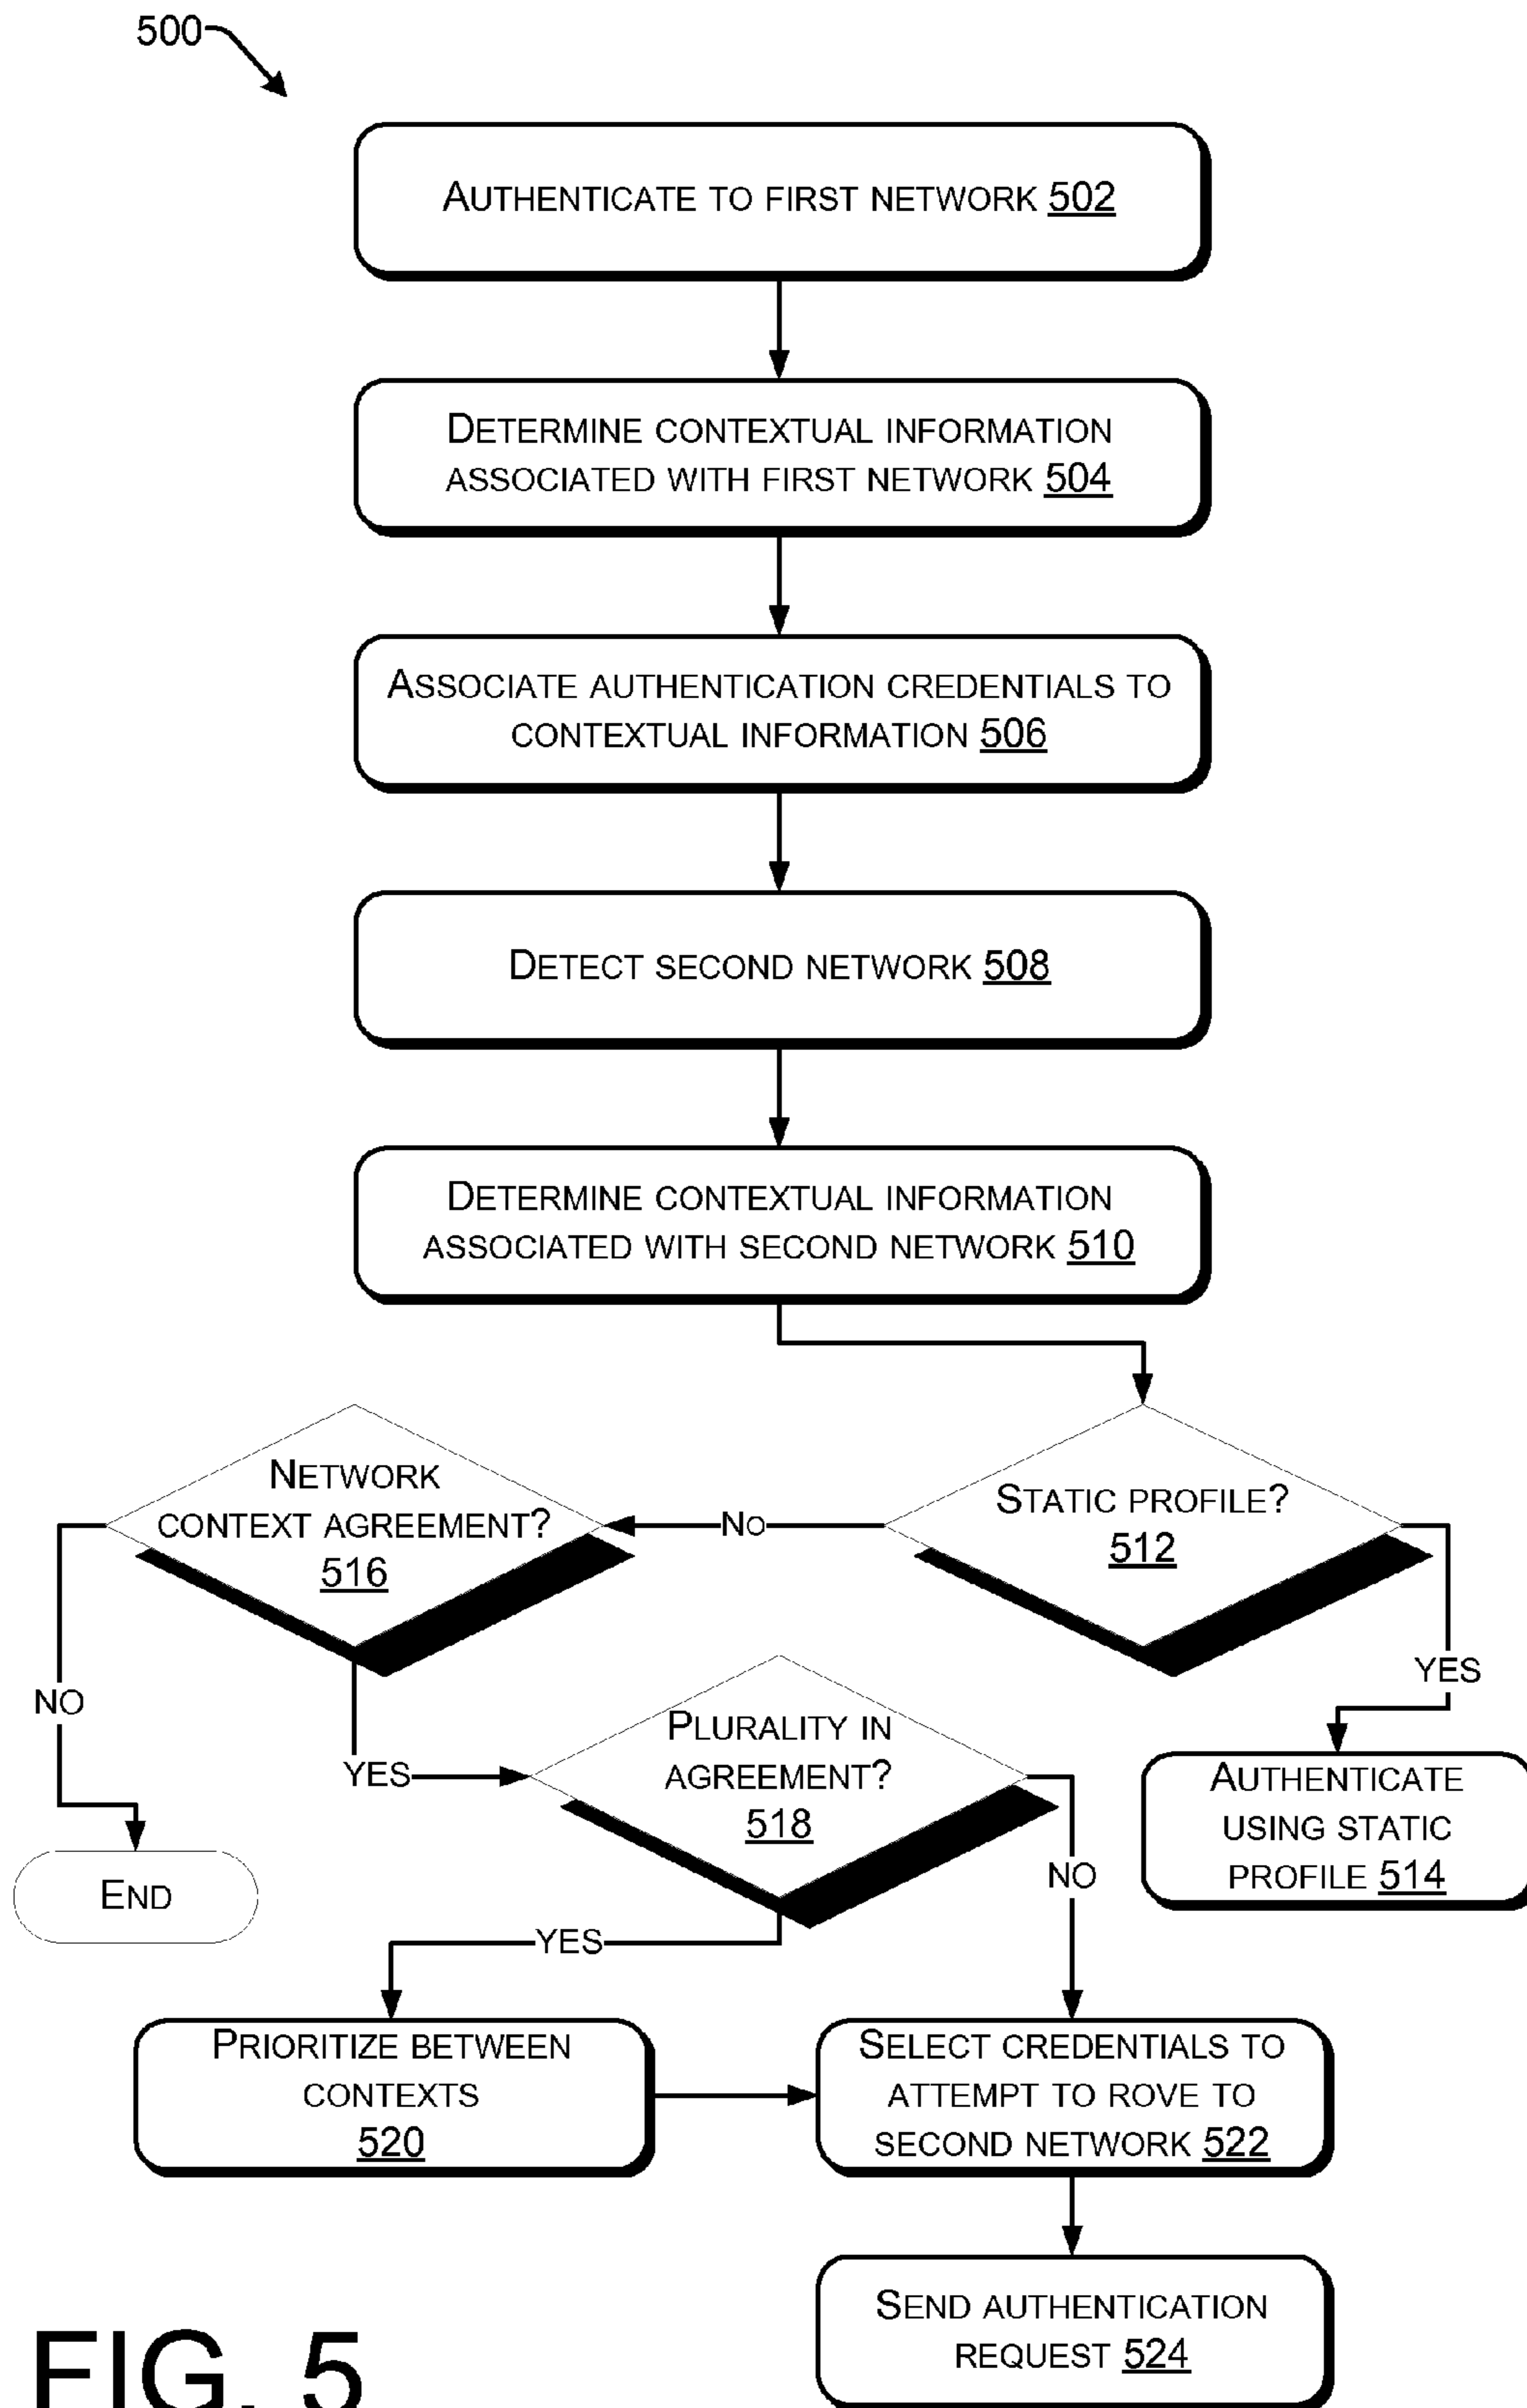 500
AUTHENTICATE TO FIRST NETWORK 502
DETERMINE CONTEXTUAL INFORMATION
ASSOCIATED WITH FIRST NETWORK 504
ASSOCIATE AUTHENTICATION CREDENTIALS TO
CONTEXTUAL INFORMATION 506
DETECT SECOND NETWORK 508
DETERMINE CONTEXTUAL INFORMATION
ASSOCIATED WITH SECOND NETWORK 510
STATIC PROFILE?
512
NO
NETWORK
CONTEXT AGREEMENT?
516
YES
AUTHENTICATE
USING STATIC
PROFILE 514
NO
END
YES
PLURALITY IN
AGREEMENT?
518
NO
YES
PRIORITIZE BETWEEN
CONTEXTS
520
SELECT CREDENTIALS TO
ATTEMPT TO ROVE TO
SECOND NETWORK 522
SEND AUTHENTICATION
REQUEST 524
FIG. 5